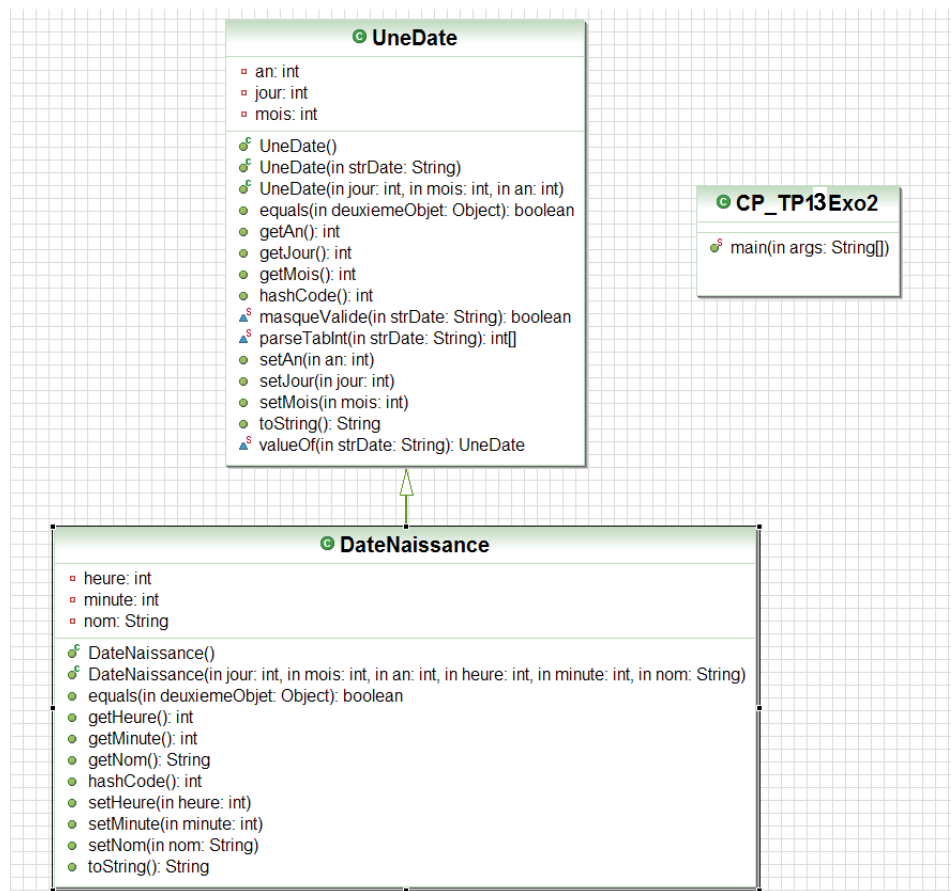 UneDate
an: int
jour: int
mois: int
UneDate()
UneDate(in strDate: String)
UneDate(in jour: int, in mois: int, in an: int)
equals(in deuxiemeObjet: Object): boolean
getAn(): int
getJour(): int
getMois(): int
hashCode(): int
masqueValide(in strDate: String): boolean
parseTabInt(in strDate: String): int[]
setAn(in an: int)
setJour(in jour: int)
setMois(in mois: int)
toString(): String
valueOf(in strDate: String): UneDate
CP_TP13Exo2
main(in args: String[])
DateNaissance
heure: int
minute: int
nom: String
DateNaissance()
DateNaissance(in jour: int, in mois: int, in an: int, in heure: int, in minute: int, in nom: String)
equals(in deuxiemeObjet: Object): boolean
getHeure(): int
getMinute(): int
getNom(): String
hashCode(): int
setHeure(in heure: int)
setMinute(in minute: int)
setNom(in nom: String)
toString(): String